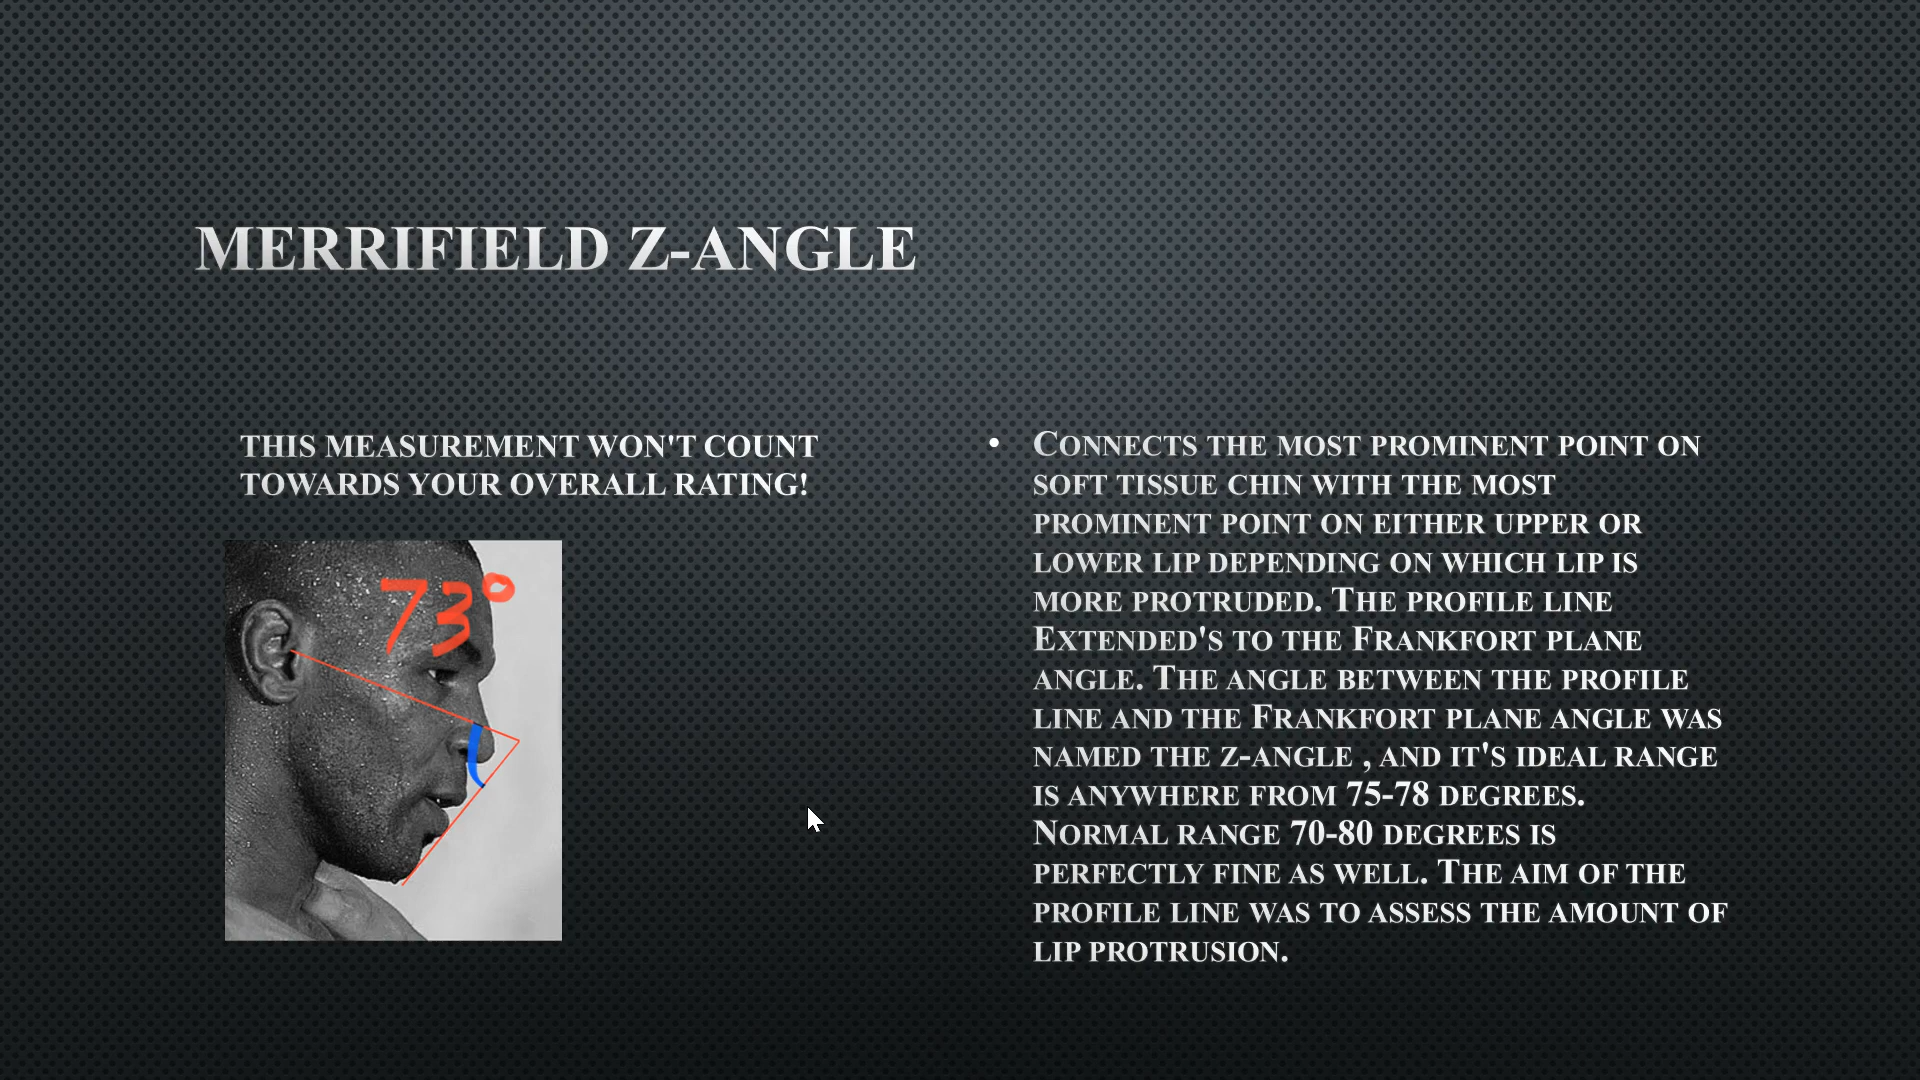 MERRIFIELD Z-ANGLE
THIS MEASUREMENT WON'T COUNT
TOWARDS YOUR OVERALL RATING!
73°
• CONNECTS THE MOST PROMINENT POINT ON
SOFT TISSUE CHIN WITH THE MOST
PROMINENT POINT ON EITHER UPPER OR
LOWER LIP DEPENDING ON WHICH LIP IS
MORE PROTRUDED. THE PROFILE LINE
EXTENDED'S TO THE FRANKFORT PLANE
ANGLE. THE ANGLE BETWEEN THE PROFILE
LINE AND THE FRANKFORT PLANE ANGLE WAS
NAMED THE Z-ANGLE , AND IT'S IDEAL RANGE
IS ANYWHERE FROM 75-78 DEGREES.
NORMAL RANGE 70-80 DEGREES IS
PERFECTLY FINE AS WELL. THE AIM OF THE
PROFILE LINE WAS TO ASSESS THE AMOUNT OF
LIP PROTRUSION.